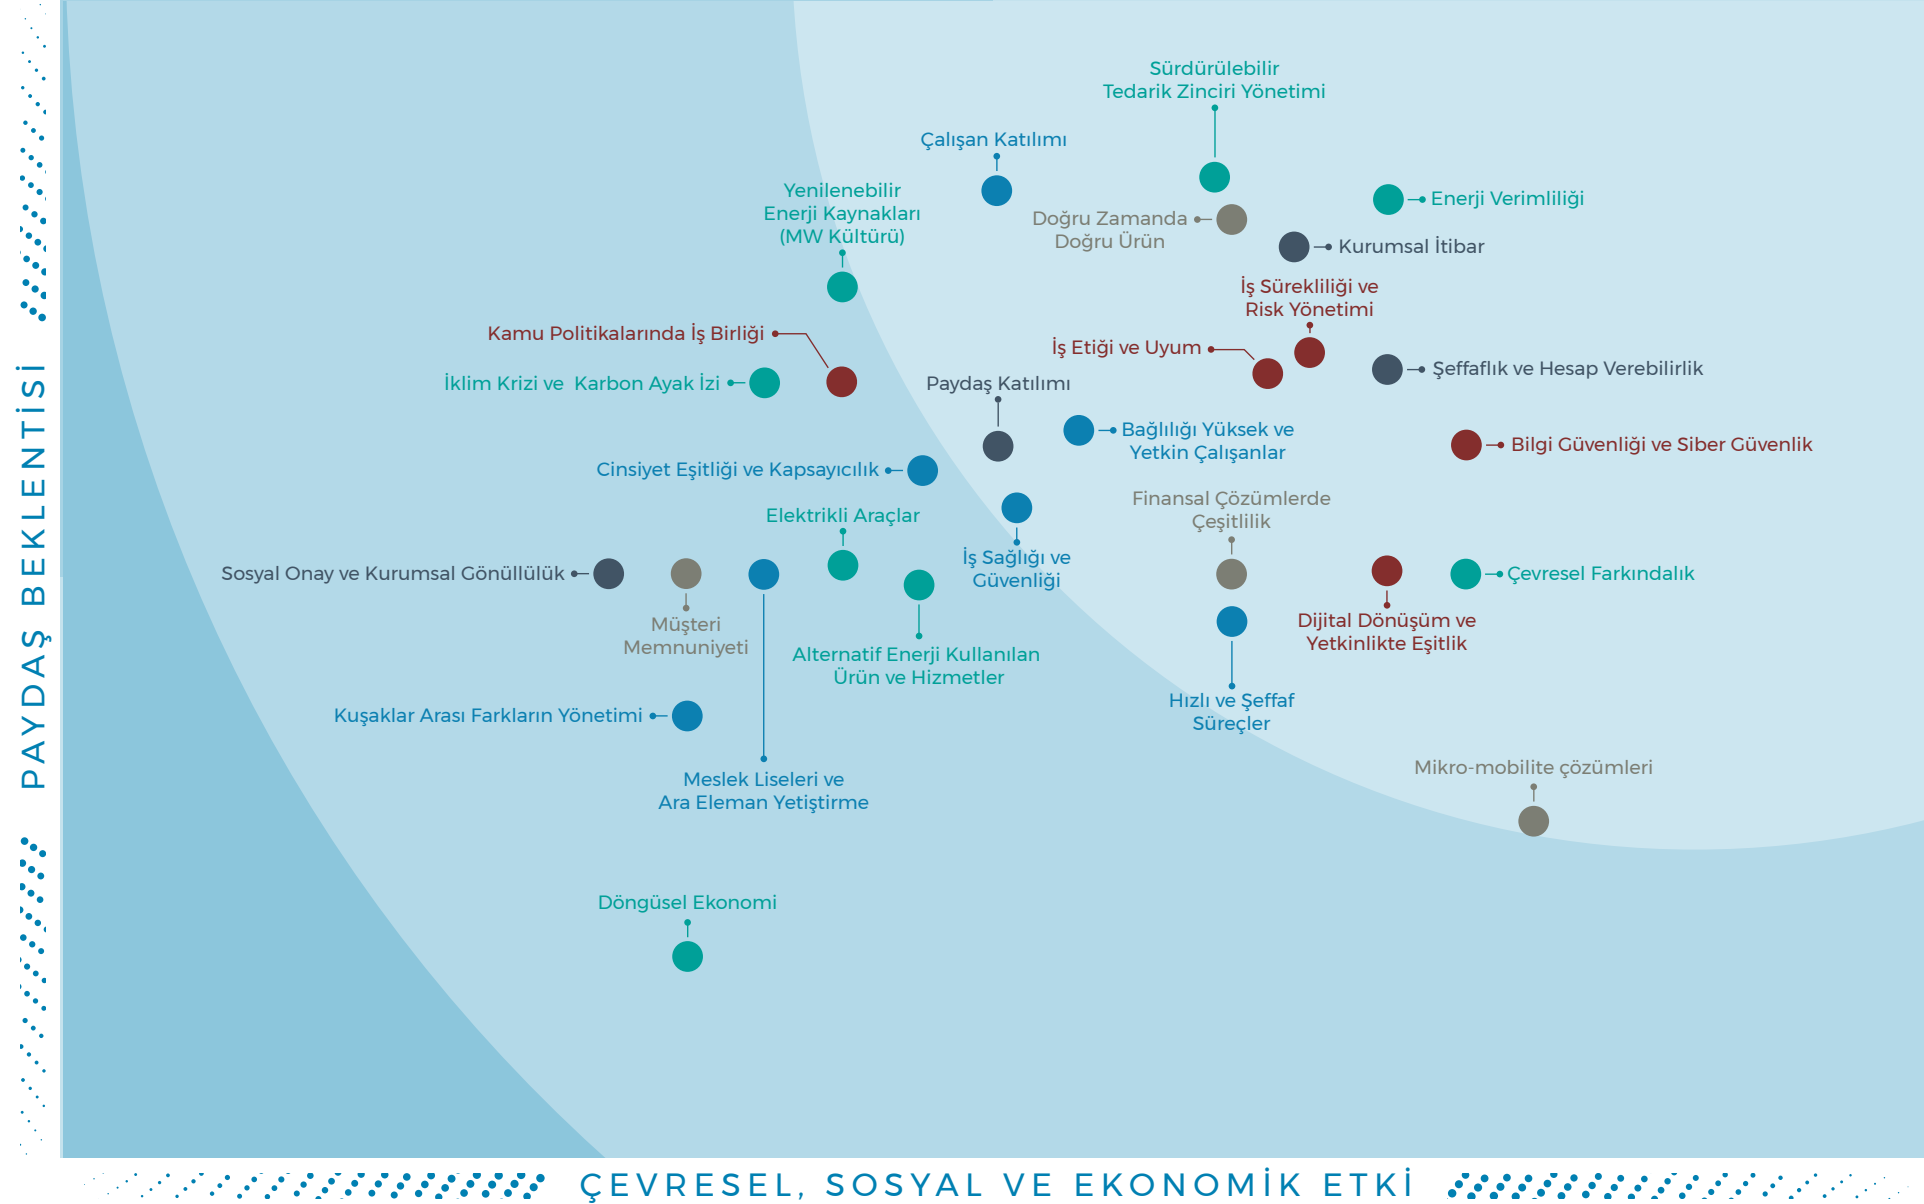 Sürdürülebilir
Tedarik Zinciri Yönetimi
Çalışan Katılımı
Yenilenebilir
Enerji Kaynakları
(MW Kültürü)
Doğru Zamanda
Doğru Ürün
Enerji Verimliliği
Kurumsal İtibar
İş Sürekliliği ve
Risk Yönetimi
Kamu Politikalarında İş Birliği
İş Etiği ve Uyum
İklim Krizi ve Karbon Ayak İzi
Paydaş Katılımı
Şeffaflık ve Hesap Verebilirlik
Bağlılığı Yüksek ve
Yetkin Çalışanlar
Bilgi Güvenliği ve Siber Güvenlik
Cinsiyet Eşitliği ve Kapsayıcılık
Finansal Çözümlerde
Çeşitlilik
Elektrikli Araçlar
İş Sağlığı ve
Güvenliği
Sosyal Onay ve Kurumsal Gönüllülük
Çevresel Farkındalık
Müşteri
Memnuniyeti
Dijital Dönüşüm ve
Yetkinlikte Eşitlik
Alternatif Enerji Kullanılan
Ürün ve Hizmetler
Hızlı ve Şeffaf
Süreçler
Kuşaklar Arası Farkların Yönetimi
Meslek Liseleri ve
Ara Eleman Yetiştirme
Mikro-mobilite çözümleri
Döngüsel Ekonomi
PAYDAŞ BEKLENTİSİ
ÇEVRESEL, SOSYAL VE EKONOMİK ETKİ